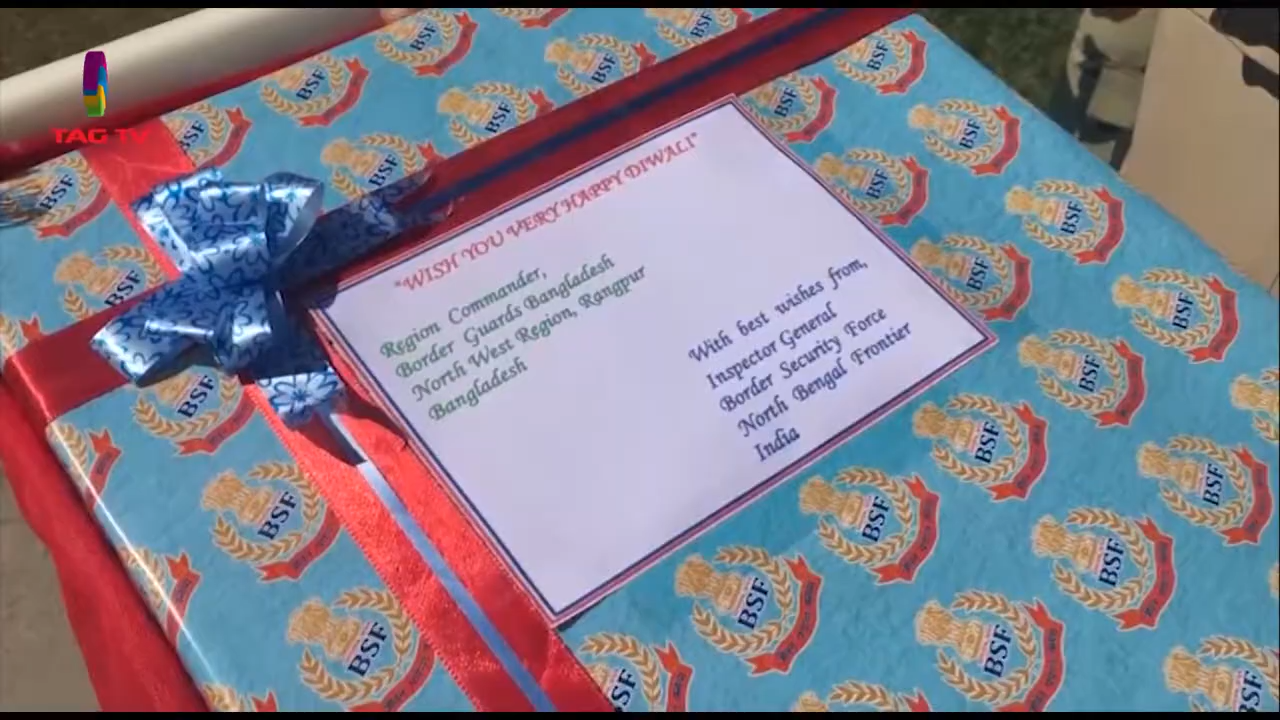 TAG TV
"WISH YOU VERY HAPPY DIWALI"
Region Commander,
Border Guards Bangladesh
North West Region, Rangpur
Bangladesh
With best wishes from,
Inspector General
Border Security Force
North Bengal Frontier
India
BSF